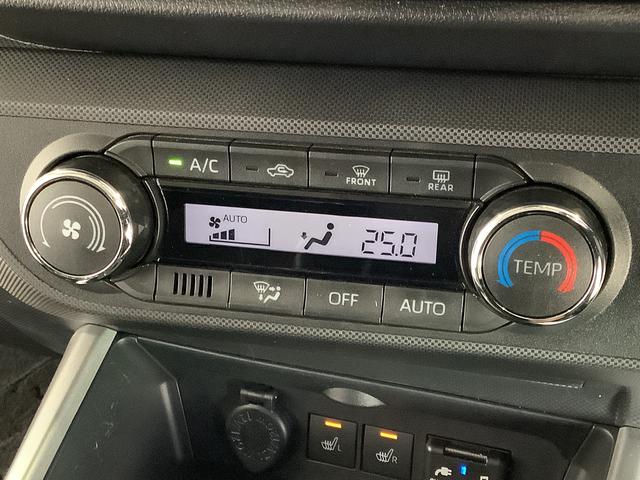 A/C
FRONT
REAR
AUTO
25.0
TEMP
OFF
AUTO
L
R